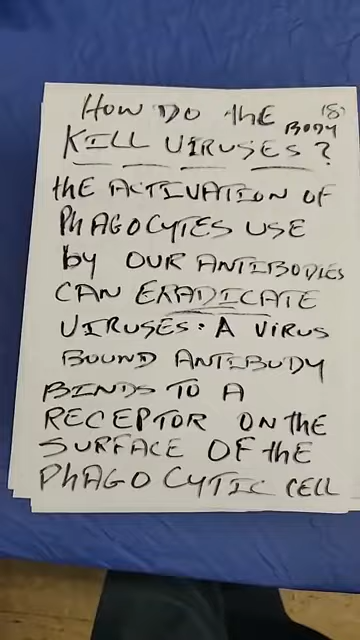 HOW DO the (8)
BODY
KILL VIRUSES?
the ACTIVATION OF
PHAGOCYTES USE
by OUR ANTIBODIES
CAN ERADICATE
VIRUSES. A VIRUS
BOUND ANTIBODY
BINDS TO A
RECEPTOR ON the
SURFACE OF the
PHAGOCYTIC CELL